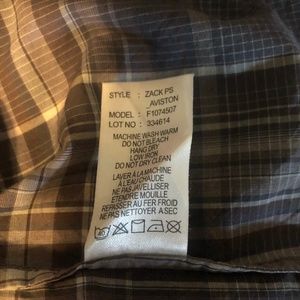 STYLE : ZACK PS
_AVISTON
MODEL : F1074507
LOT NO : 334614
MACHINE WASH WARM
DO NOT BLEACH
HANG DRY
LOW IRON
DO NOT DRY CLEAN
LAVER À LA MACHINE
À L'EAU CHAUDE
NE PAS JAVELLISER
ETENDRE MOUILLE
REPASSER AU FER FROID
PAS NETTOYER A SEC